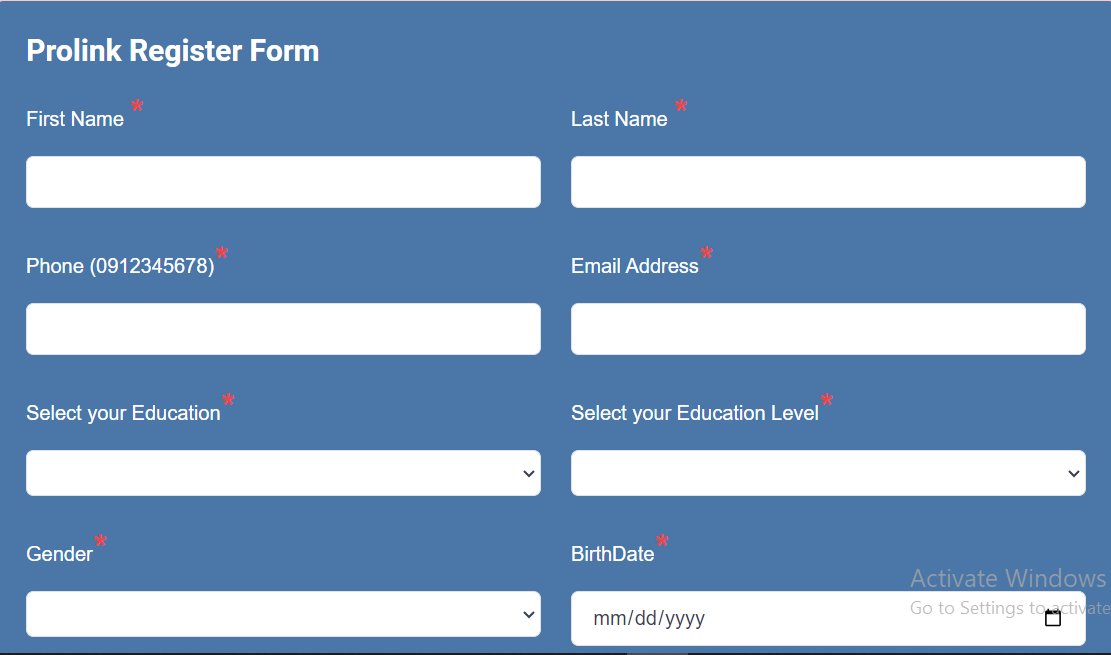 Prolink Register Form
First Name *
Last Name *
Phone (0912345678)*
Email Address*
Select your Education*
Select your Education Level*
Gender*
BirthDate*
mm/dd/yyyy
Activate Windows
Go to Settings to activate